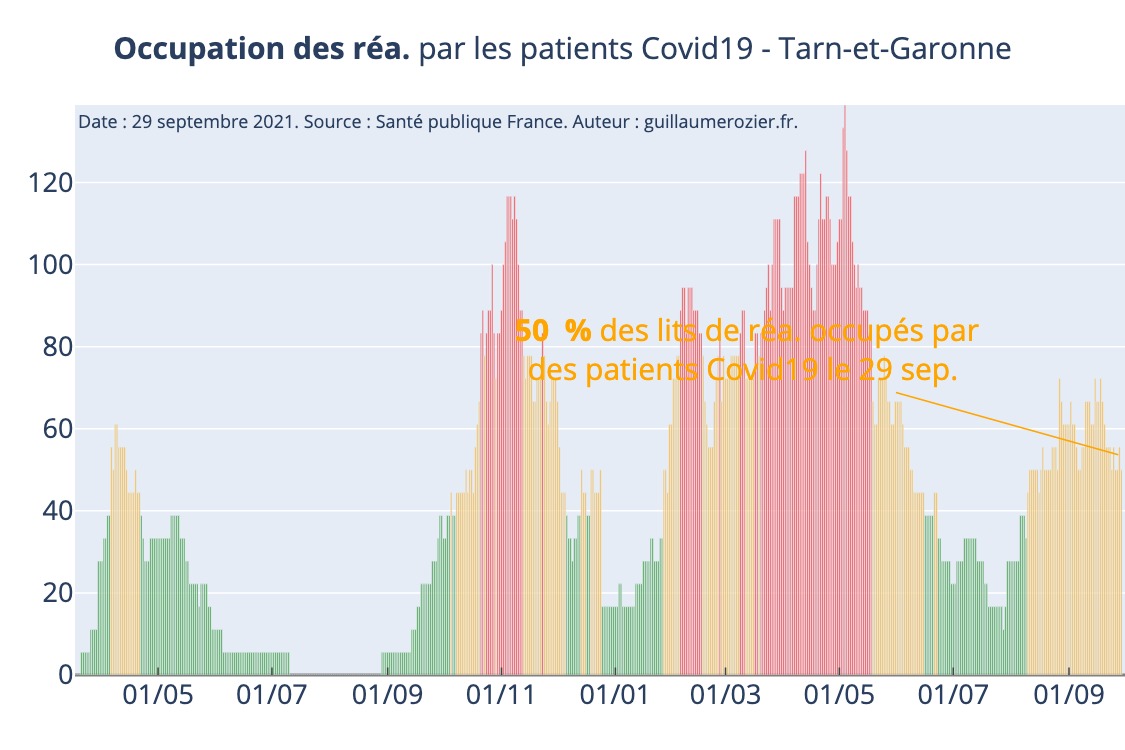 Occupation des réa. par les patients Covid19 - Tarn-et-Garonne
Date : 29 septembre 2021. Source : Santé publique France. Auteur : guillaumerozier.fr.
120
100
80
60
40
20
0
50 % des lits de réa. occupés par
des patients Covid19 le 29 sep.
01/05 01/07 01/09 01/11 01/01 01/03 01/05 01/07 01/09